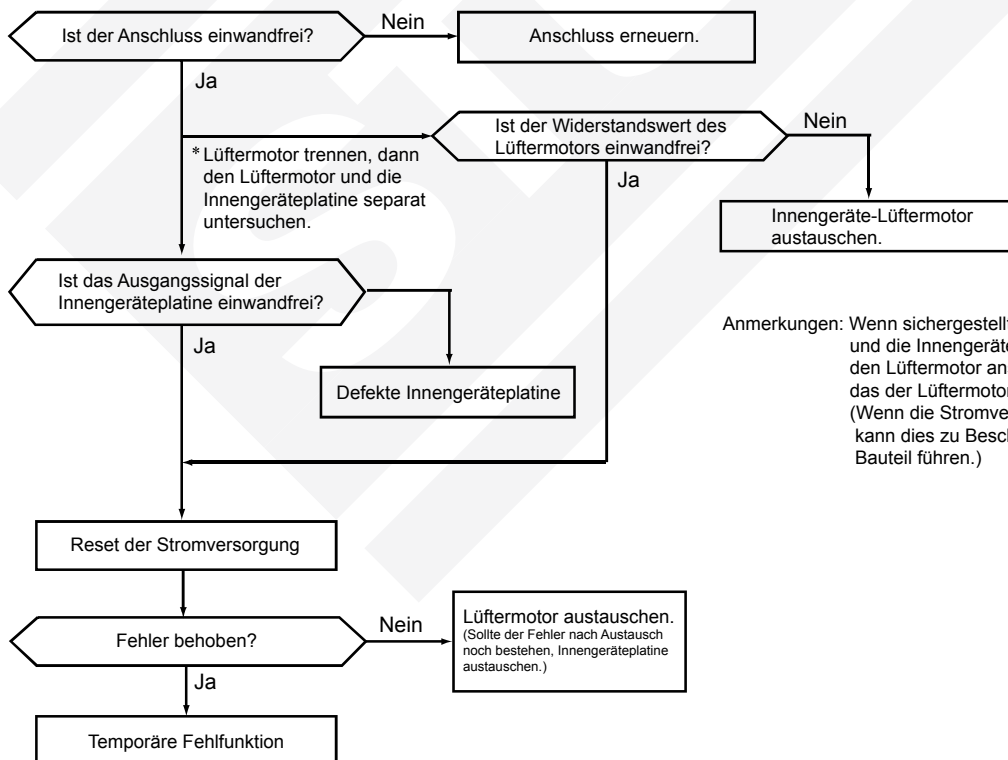 Ist der Anschluss einwandfrei?
Nein
Anschluss erneuern.
Ja
Ist der Widerstandswert des
Lüftermotors einwandfrei?
Nein
* Lüftermotor trennen, dann
den Lüftermotor und die
Innengeräteplatine separat
untersuchen.
Ja
Innengeräte-Lüftermotor
austauschen.
Ist das Ausgangssignal der
Innengeräteplatine einwandfrei?
Ja
Defekte Innengeräteplatine
Anmerkungen: Wenn sichergestell
und die Innengeräte
den Lüftermotor an
das der Lüftermotor
(Wenn die Stromve
kann dies zu Besch
Bauteil führen.)
Reset der Stromversorgung
Fehler behoben?
Nein
Lüftermotor austauschen.
(Sollte der Fehler nach Austausch
noch bestehen, Innengeräteplatine
austauschen.)
Ja
Temporäre Fehlfunktion